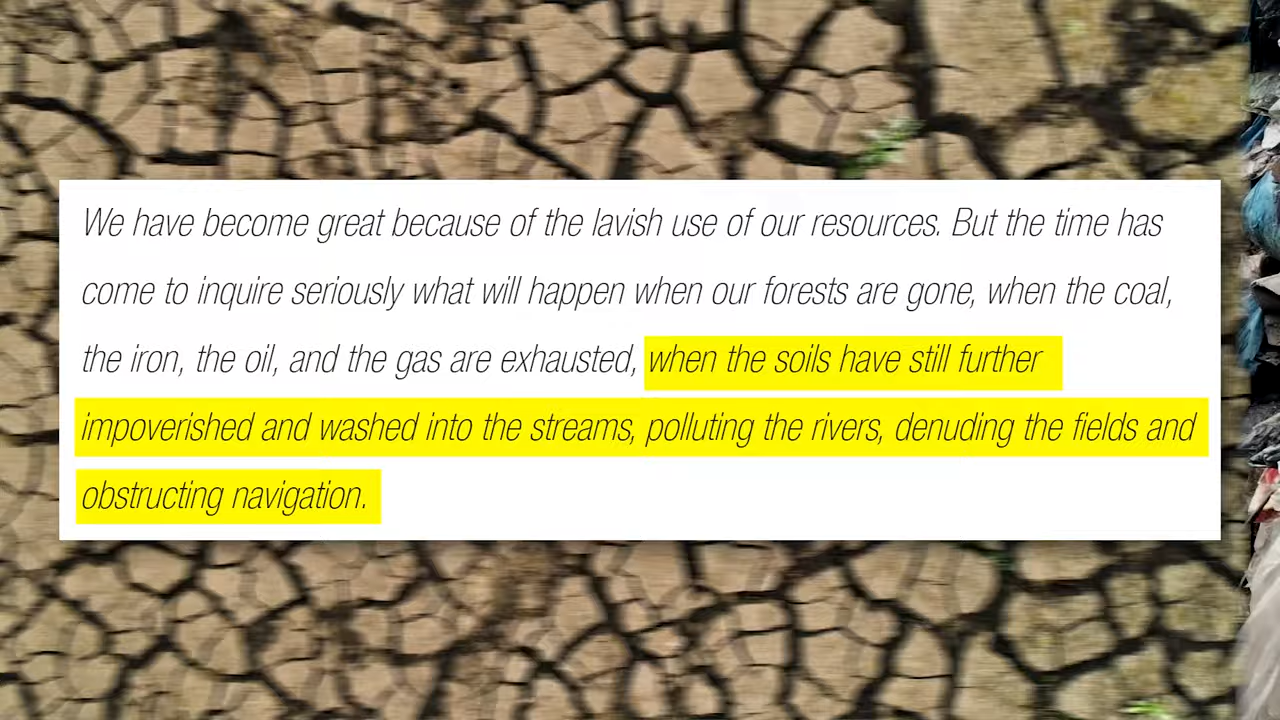 We have become great because of the lavish use of our resources. But the time has
come to inquire seriously what will happen when our forests are gone, when the coal,
the iron, the oil, and the gas are exhausted, when the soils have still further
impoverished and washed into the streams, polluting the rivers, denuding the fields and
obstructing navigation.